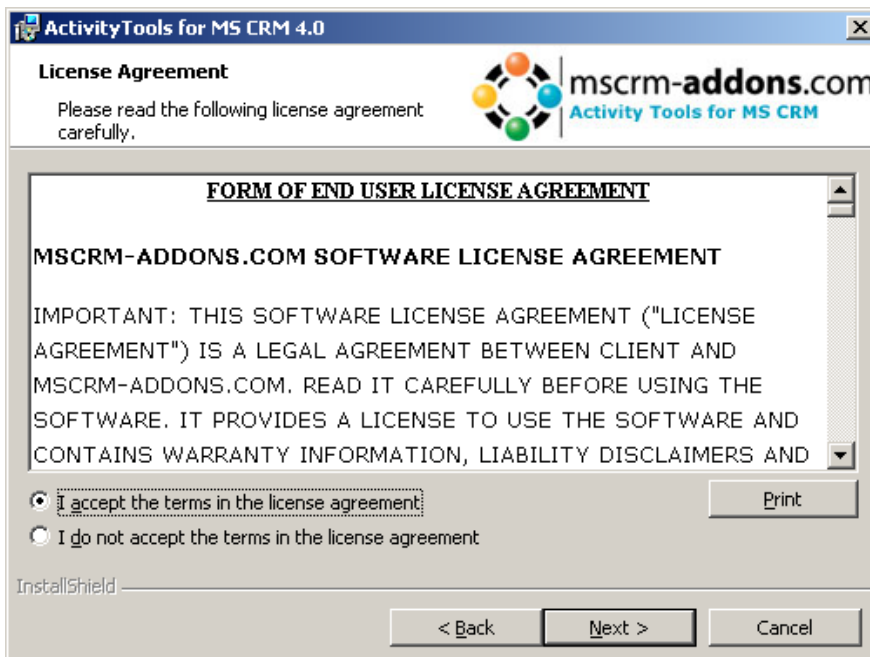 ActivityTools for MS CRM 4.0
License Agreement
Please read the following license agreement
carefully.
mscrm-addons.com
Activity Tools for MS CRM
FORM OF END USER LICENSE AGREEMENT
MSCRM-ADDONS.COM SOFTWARE LICENSE AGREEMENT
IMPORTANT: THIS SOFTWARE LICENSE AGREEMENT ("LICENSE
AGREEMENT") IS A LEGAL AGREEMENT BETWEEN CLIENT AND
MSCRM-ADDONS.COM. READ IT CAREFULLY BEFORE USING THE
SOFTWARE. IT PROVIDES A LICENSE TO USE THE SOFTWARE AND
CONTAINS WARRANTY INFORMATION, LIABILITY DISCLAIMERS AND
I accept the terms in the license agreement
Print
I do not accept the terms in the license agreement
InstallShield
< Back
Next >
Cancel